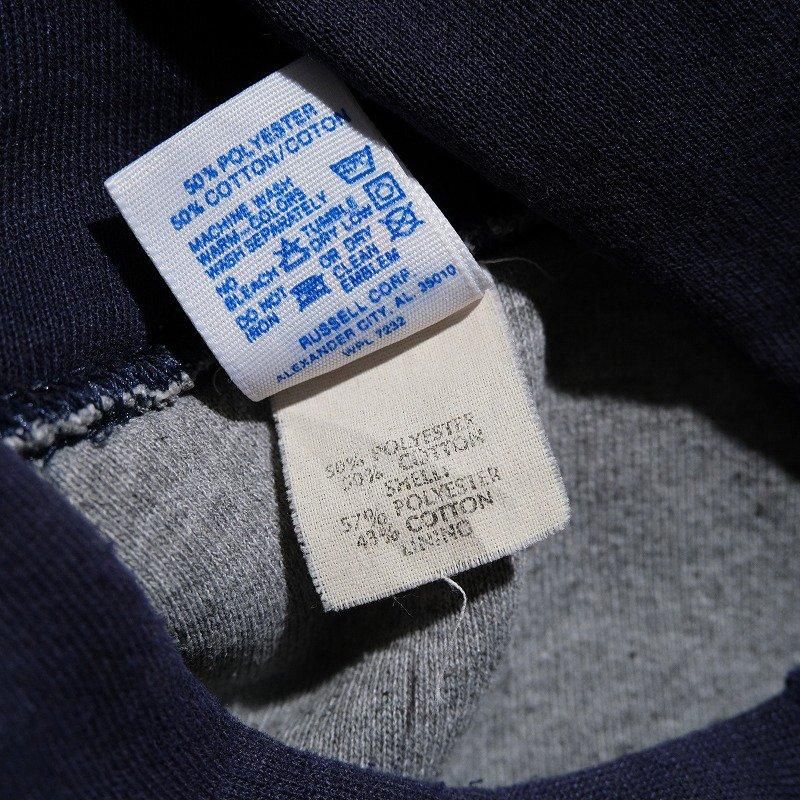 50% POLYESTER
50% COTTON/COTON
MACHINE WASH
WARM-COLORS
WASH SEPARATELY
NO BLEACH TUMBLE DRY LOW
DO NOT IRON OR DRY CLEAN EMBLEM
RUSSELL CORP.
ALEXANDER CITY, AL. 35010
WPL 7232
50% POLYESTER
50% COTTON
SHELL:
57% POLYESTER
43% COTTON
LINING